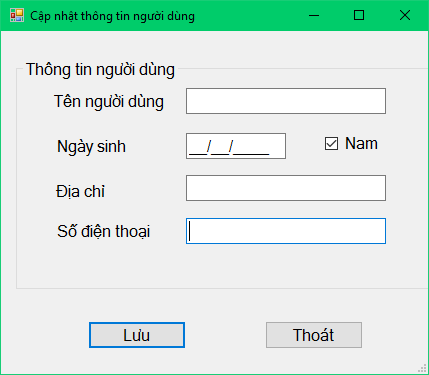 Cập nhật thông tin người dùng
Thông tin người dùng
Tên người dùng
Ngày sinh __/__/____ Nam
Địa chỉ
Số điện thoại
Lưu Thoát